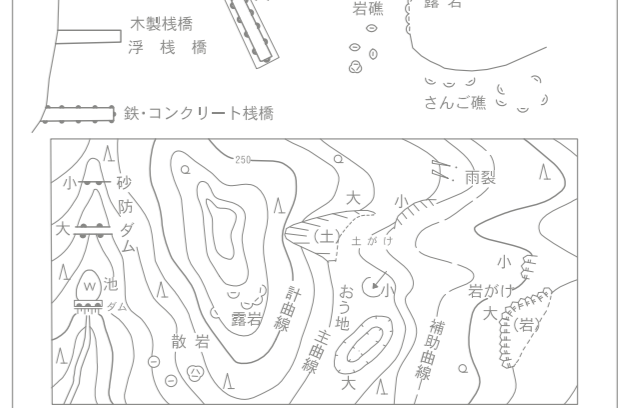 岩礁
露岩
木製桟橋
浮桟橋
鉄・コンクリート桟橋
さんご礁
250
小 砂防ダム
大
雨裂
大
小
(土)
土がけ
小
池
W
ダム
小
岩がけ
大
(岩)
露岩
散岩
計曲線
主曲線
おう地
大
補助曲線